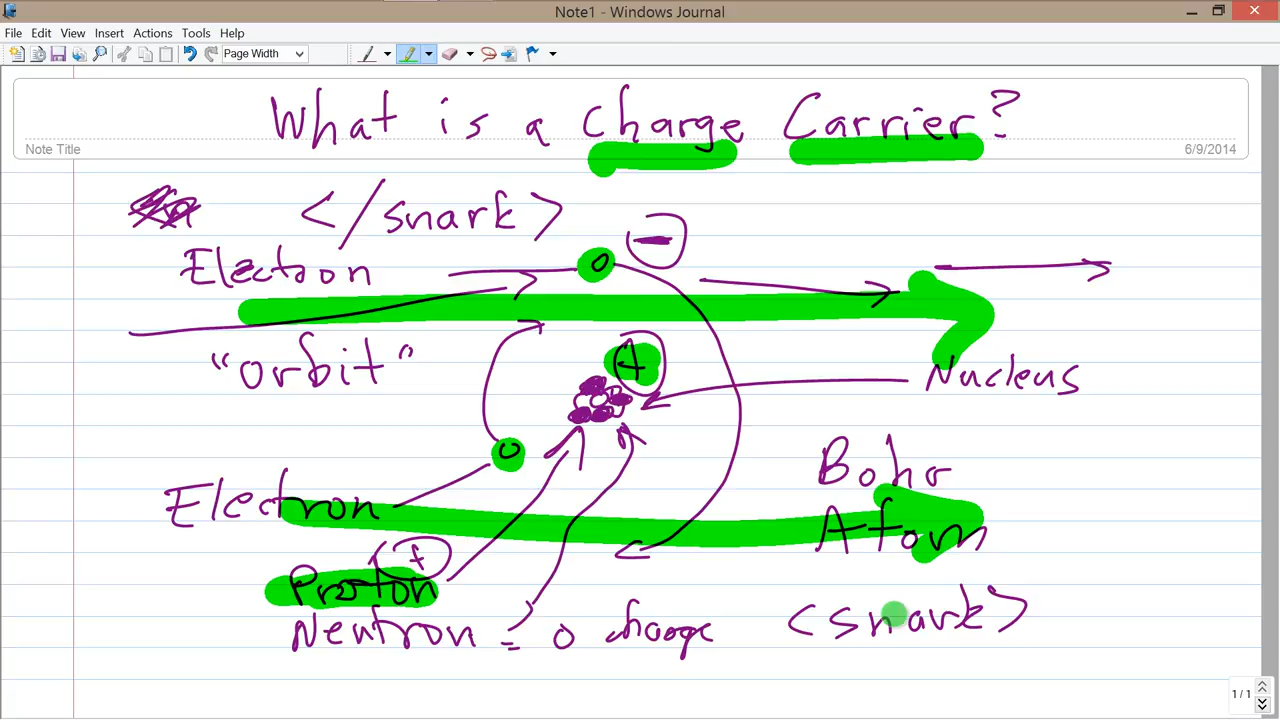 Note1 - Windows Journal
File Edit View Insert Actions Tools Help
Page Width
What is a charge Carrier?
Note Title
6/9/2014
</snark>
-
Electron
+
"orbit"
Nucleus
Bohr
Electron
Atom
+
Proton
Neutron = 0 charge
<snark>
1 / 1